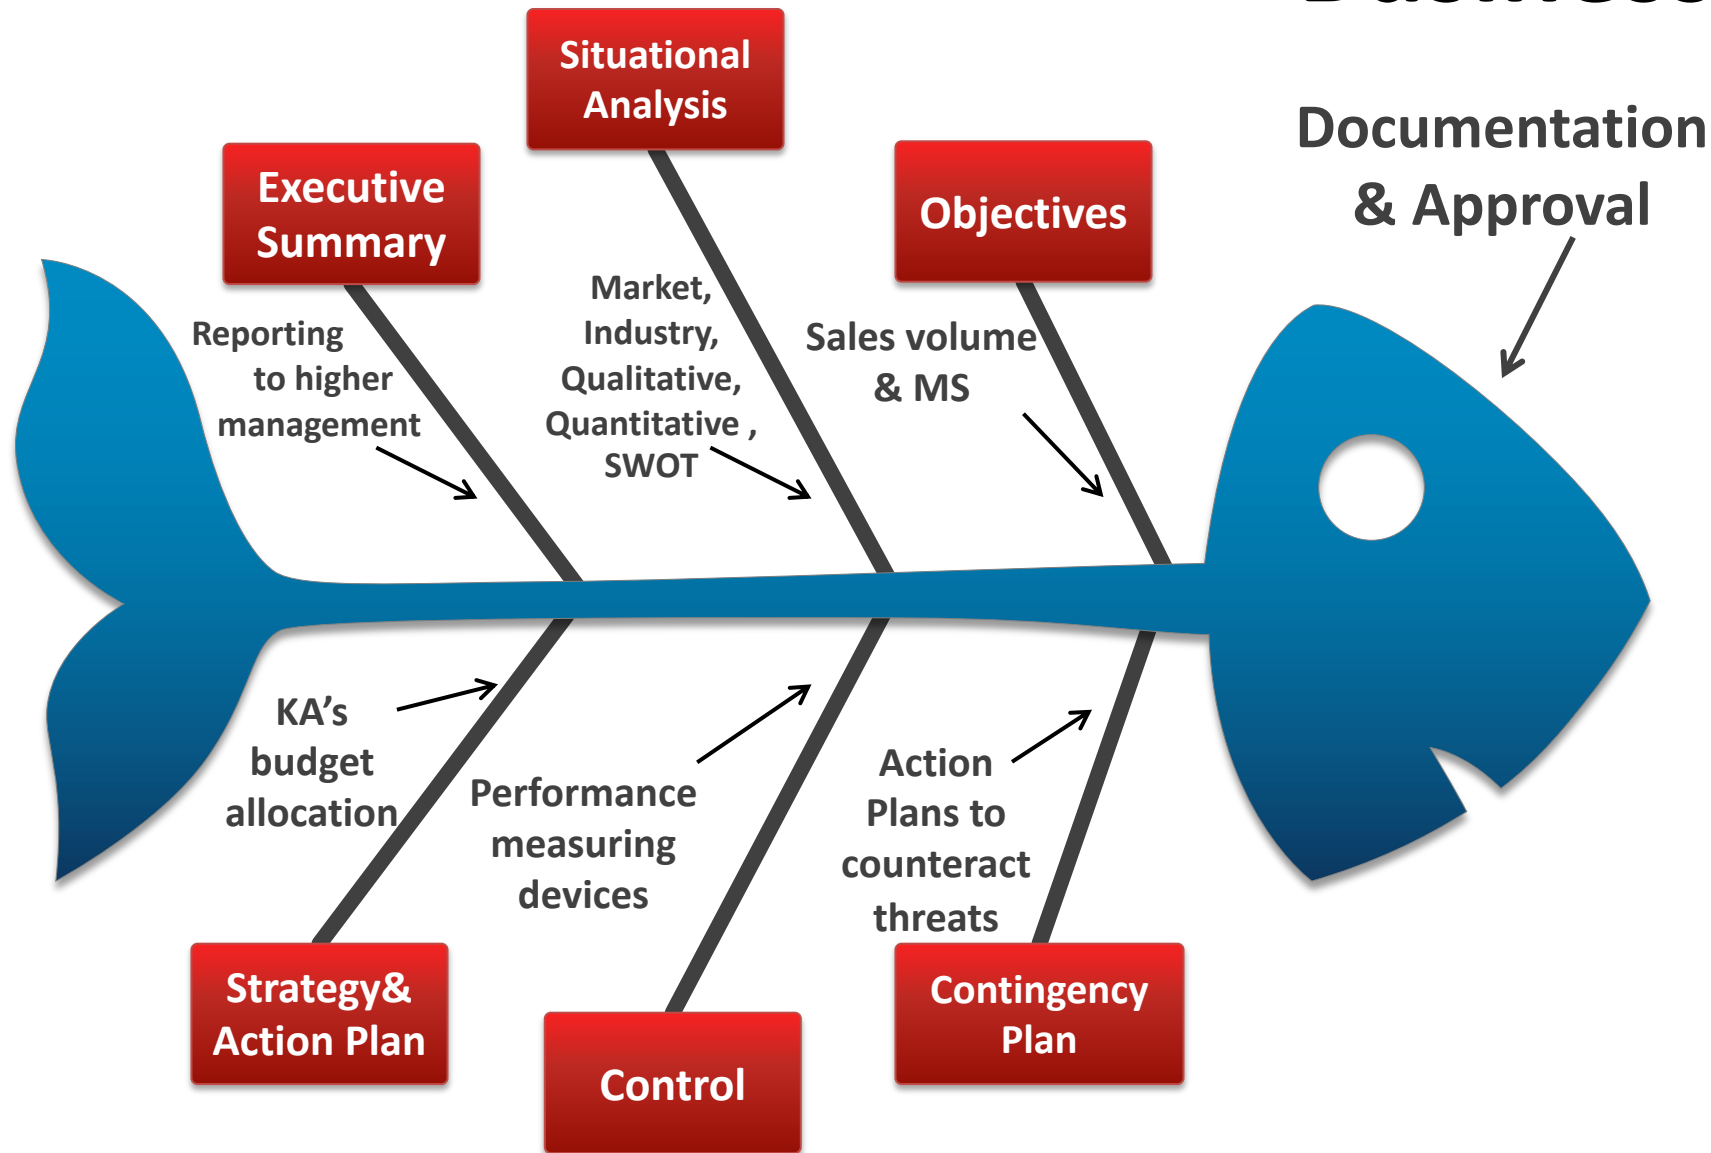 Situational
Analysis
Documentation
& Approval
Executive
Summary
Objectives
Reporting
to higher
management
Market,
Industry,
Qualitative,
Quantitative ,
SWOT
Sales volume
& MS
KA’s
budget
allocation
Performance
measuring
devices
Action
Plans to
counteract
threats
Strategy&
Action Plan
Control
Contingency
Plan